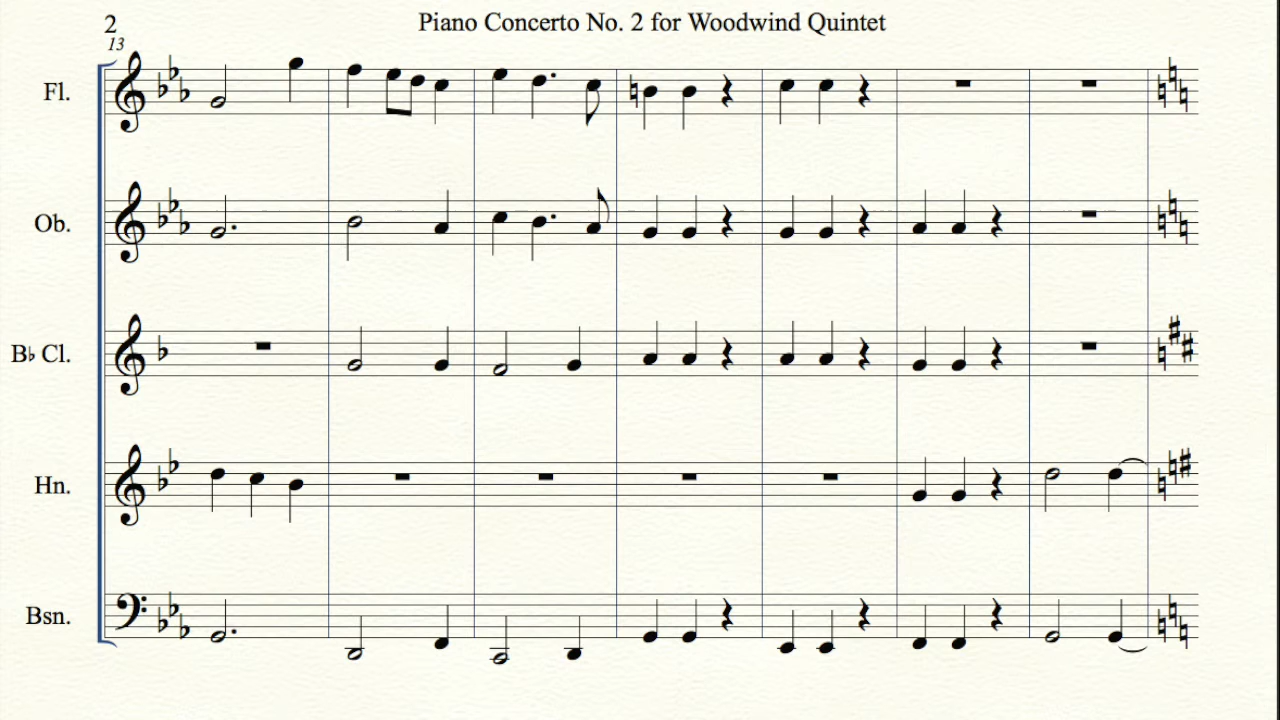 2
Piano Concerto No. 2 for Woodwind Quintet
13
Fl.
Ob.
B♭ Cl.
Hn.
Bsn.